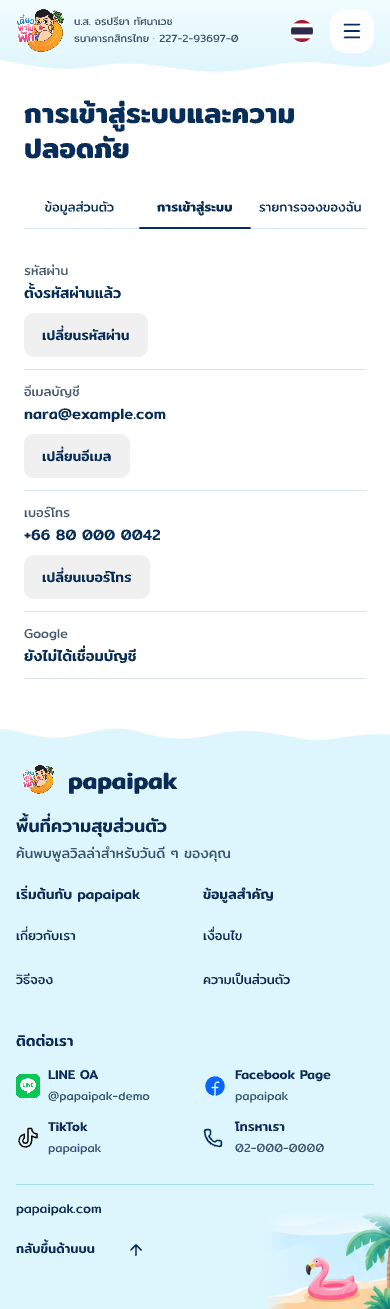 น.ส. อรปรียา ทัศนาเวช
ธนาคารกสิกรไทย · 227-2-93697-0
การเข้าสู่ระบบและความ
ปลอดภัย
ข้อมูลส่วนตัว
การเข้าสู่ระบบ
รายการจองของฉัน
รหัสผ่าน
ตั้งรหัสผ่านแล้ว
เปลี่ยนรหัสผ่าน
อีเมลบัญชี
nara@example.com
เปลี่ยนอีเมล
เบอร์โทร
+66 80 000 0042
เปลี่ยนเบอร์โทร
Google
ยังไม่ได้เชื่อมบัญชี
papaipak
พื้นที่ความสุขส่วนตัว
ค้นพบพูลวิลล่าสำหรับวันดี ๆ ของคุณ
เริ่มต้นกับ papaipak
เกี่ยวกับเรา
วิธีจอง
ข้อมูลสำคัญ
เงื่อนไข
ความเป็นส่วนตัว
ติดต่อเรา
LINE OA
@papaipak-demo
Facebook Page
papaipak
TikTok
papaipak
โทรหาเรา
02-000-0000
papaipak.com
กลับขึ้นด้านบน